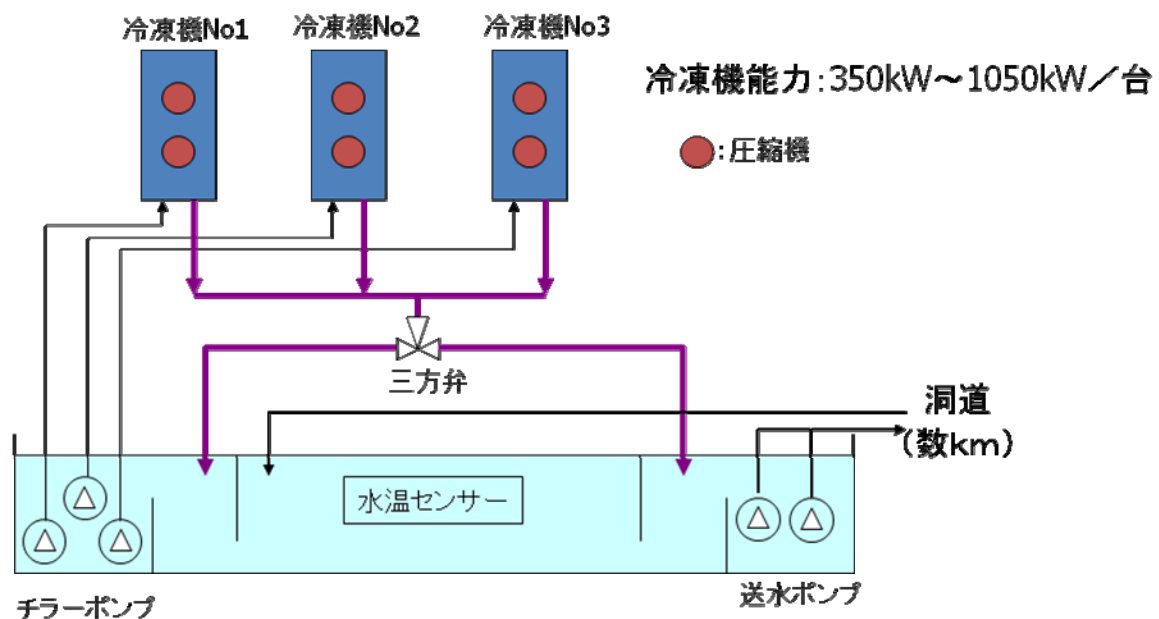 冷凍機No1
冷凍機No2
冷凍機No3
冷凍機能力:350kW～1050kW／台
:圧縮機
三方弁
洞道
（数km）
水温センサー
チラーポンプ
送水ポンプ